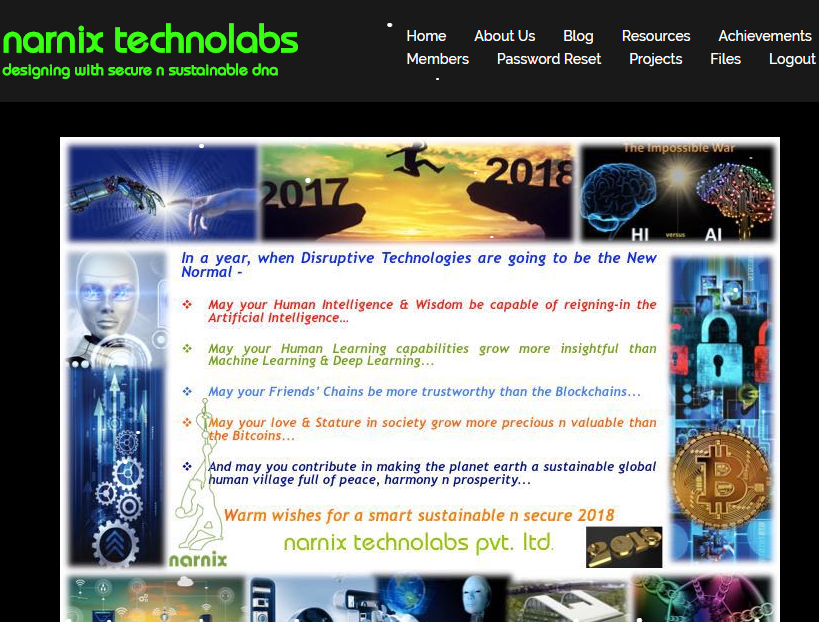 narnix technolabs
designing with secure n sustainable dna
Home About Us Blog Resources Achievements
Members Password Reset Projects Files Logout
The Impossible War
2017 2018
HI versus AI
In a year, when Disruptive Technologies are going to be the New
Normal -
❖ May your Human Intelligence & Wisdom be capable of reigning-in the
Artificial Intelligence...
❖ May your Human Learning capabilities grow more insightful than
Machine Learning & Deep Learning...
❖ May your Friends' Chains be more trustworthy than the Blockchains...
❖ May your love & Stature in society grow more precious n valuable than
the Bitcoins...
❖ And may you contribute in making the planet earth a sustainable global
human village full of peace, harmony n prosperity...
Warm wishes for a smart sustainable n secure 2018
narnix technolabs pvt. ltd.
2018
narnix